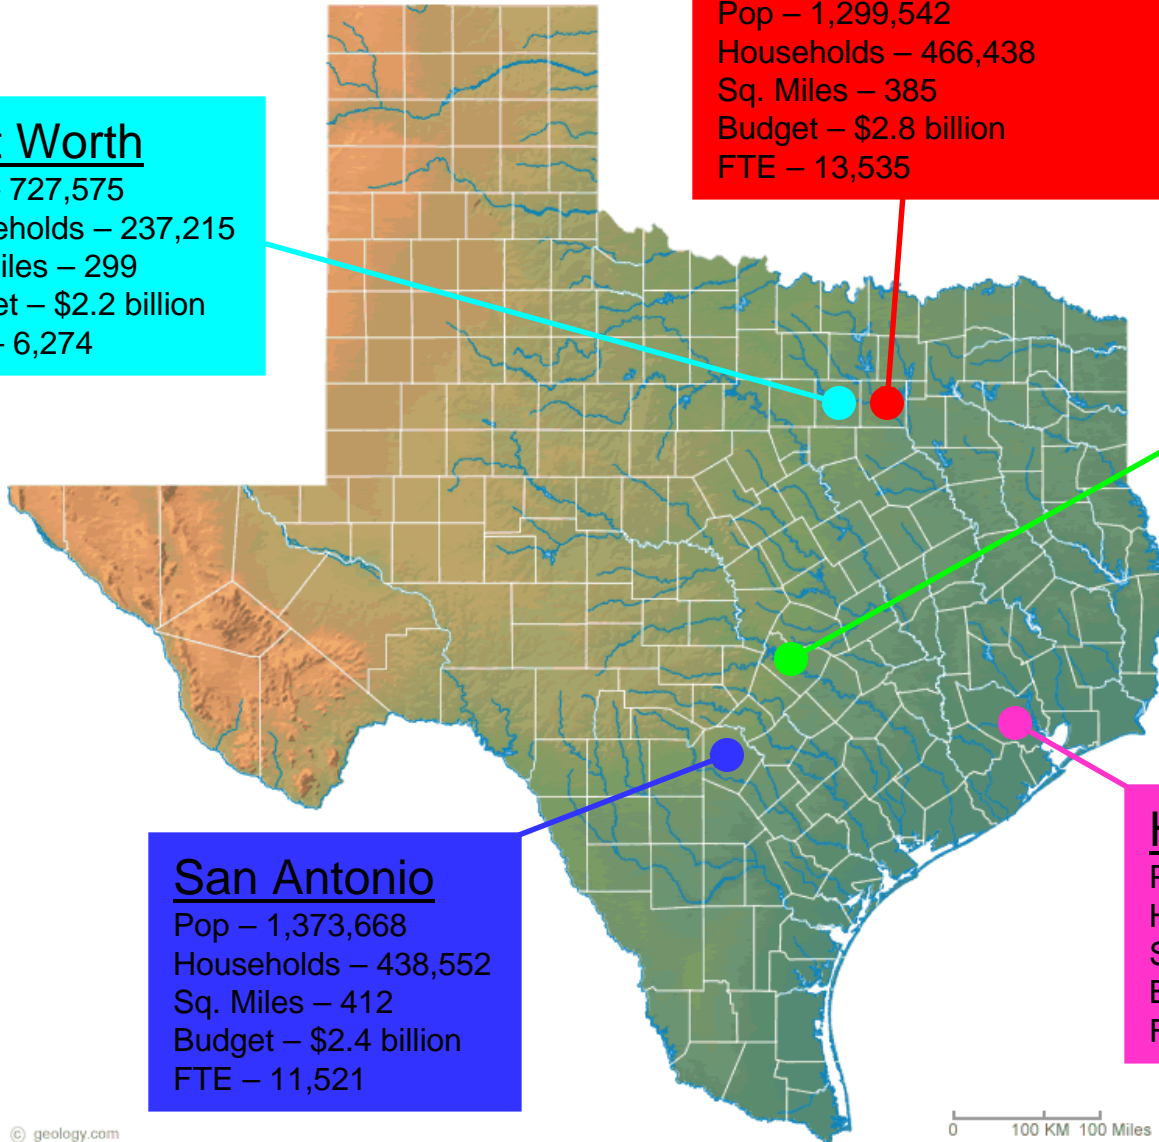 Pop – 1,299,542
Households – 466,438
Sq. Miles – 385
Budget – $2.8 billion
FTE – 13,535
t Worth
– 727,575
eholds – 237,215
iles – 299
et – $2.2 billion
– 6,274
San Antonio
Pop – 1,373,668
Households – 438,552
Sq. Miles – 412
Budget – $2.4 billion
FTE – 11,521
H
P
H
S
B
F
© geology.com
0 100 KM 100 Miles